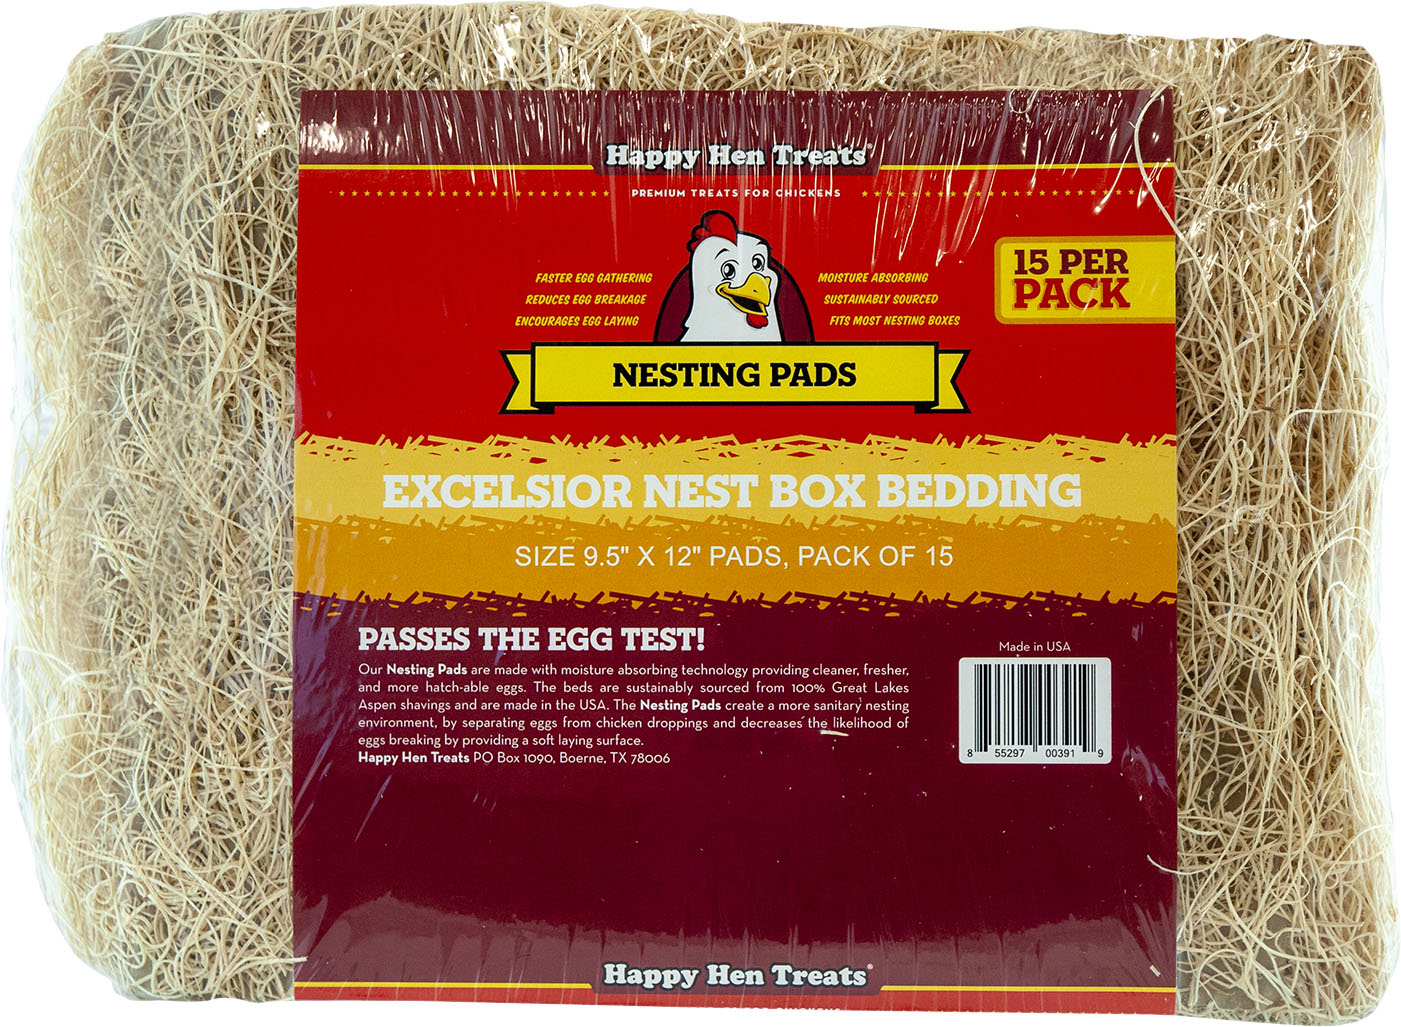 Happy Hen Treats®
PREMIUM TREATS FOR CHICKENS
FASTER EGG GATHERING
REDUCES EGG BREAKAGE
ENCOURAGES EGG LAYING
MOISTURE ABSORBING
SUSTAINABLY SOURCED
FITS MOST NESTING BOXES
15 PER
PACK
NESTING PADS
EXCELSIOR NEST BOX BEDDING
SIZE 9.5" X 12" PADS, PACK OF 15
PASSES THE EGG TEST!
Our Nesting Pads are made with moisture absorbing technology providing cleaner, fresher,
and more hatch-able eggs. The beds are sustainably sourced from 100% Great Lakes
Aspen shavings and are made in the USA. The Nesting Pads create a more sanitary nesting
environment, by separating eggs from chicken droppings and decreases the likelihood of
eggs breaking by providing a soft laying surface.
Happy Hen Treats PO Box 1090, Boerne, TX 78006
Made in USA
8 55297 00391 9
Happy Hen Treats®